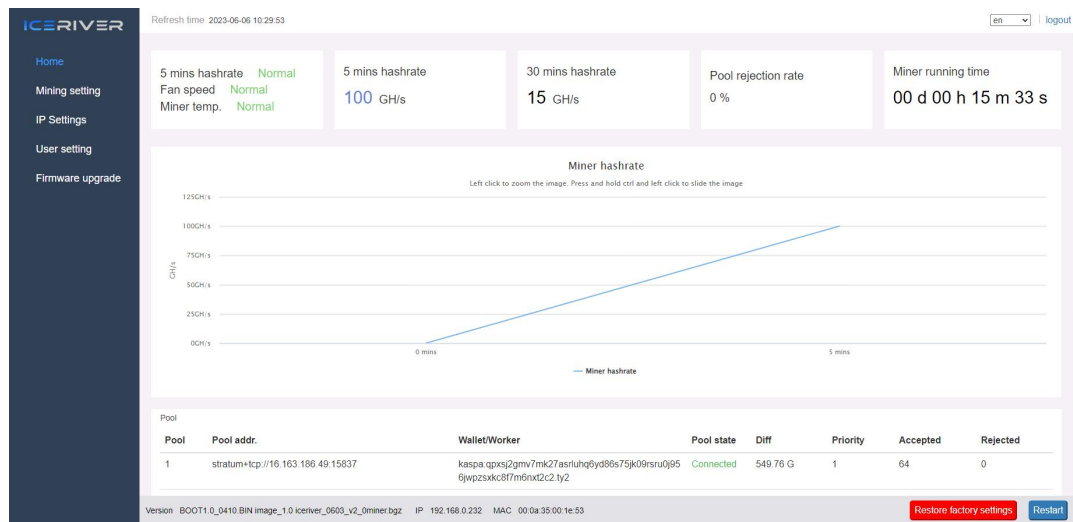 ICERIVER
Refresh time 2023-06-06 10:29:53
en
logout
Home
Mining setting
IP Settings
User setting
Firmware upgrade
5 mins hashrate Normal
Fan speed Normal
Miner temp. Normal
5 mins hashrate
100 GH/s
30 mins hashrate
15 GH/s
Pool rejection rate
0 %
Miner running time
00 d 00 h 15 m 33 s
Miner hashrate
Left click to zoom the image. Press and hold ctrl and left click to slide the image
125GH/s
100GH/s
75GH/s
50GH/s
25GH/s
0GH/s
GH/s
0 mins
5 mins
Miner hashrate
Pool
Pool Pool addr. Wallet/Worker Pool state Diff Priority Accepted Rejected
1 stratum+tcp://16.163.186.49:15837 kaspa:qpxsj2gmv7mk27asrluhq6yd86s75jk09rsru0j95 Connected 549.76 G 1 64 0
6jwpzsxkc8f7m6nxt2c2.ty2
Version BOOT1.0_0410.BIN image_1.0 iceriver_0603_v2_0miner.bgz IP 192.168.0.232 MAC 00:0a:35:00:1e:53
Restore factory settings
Restart